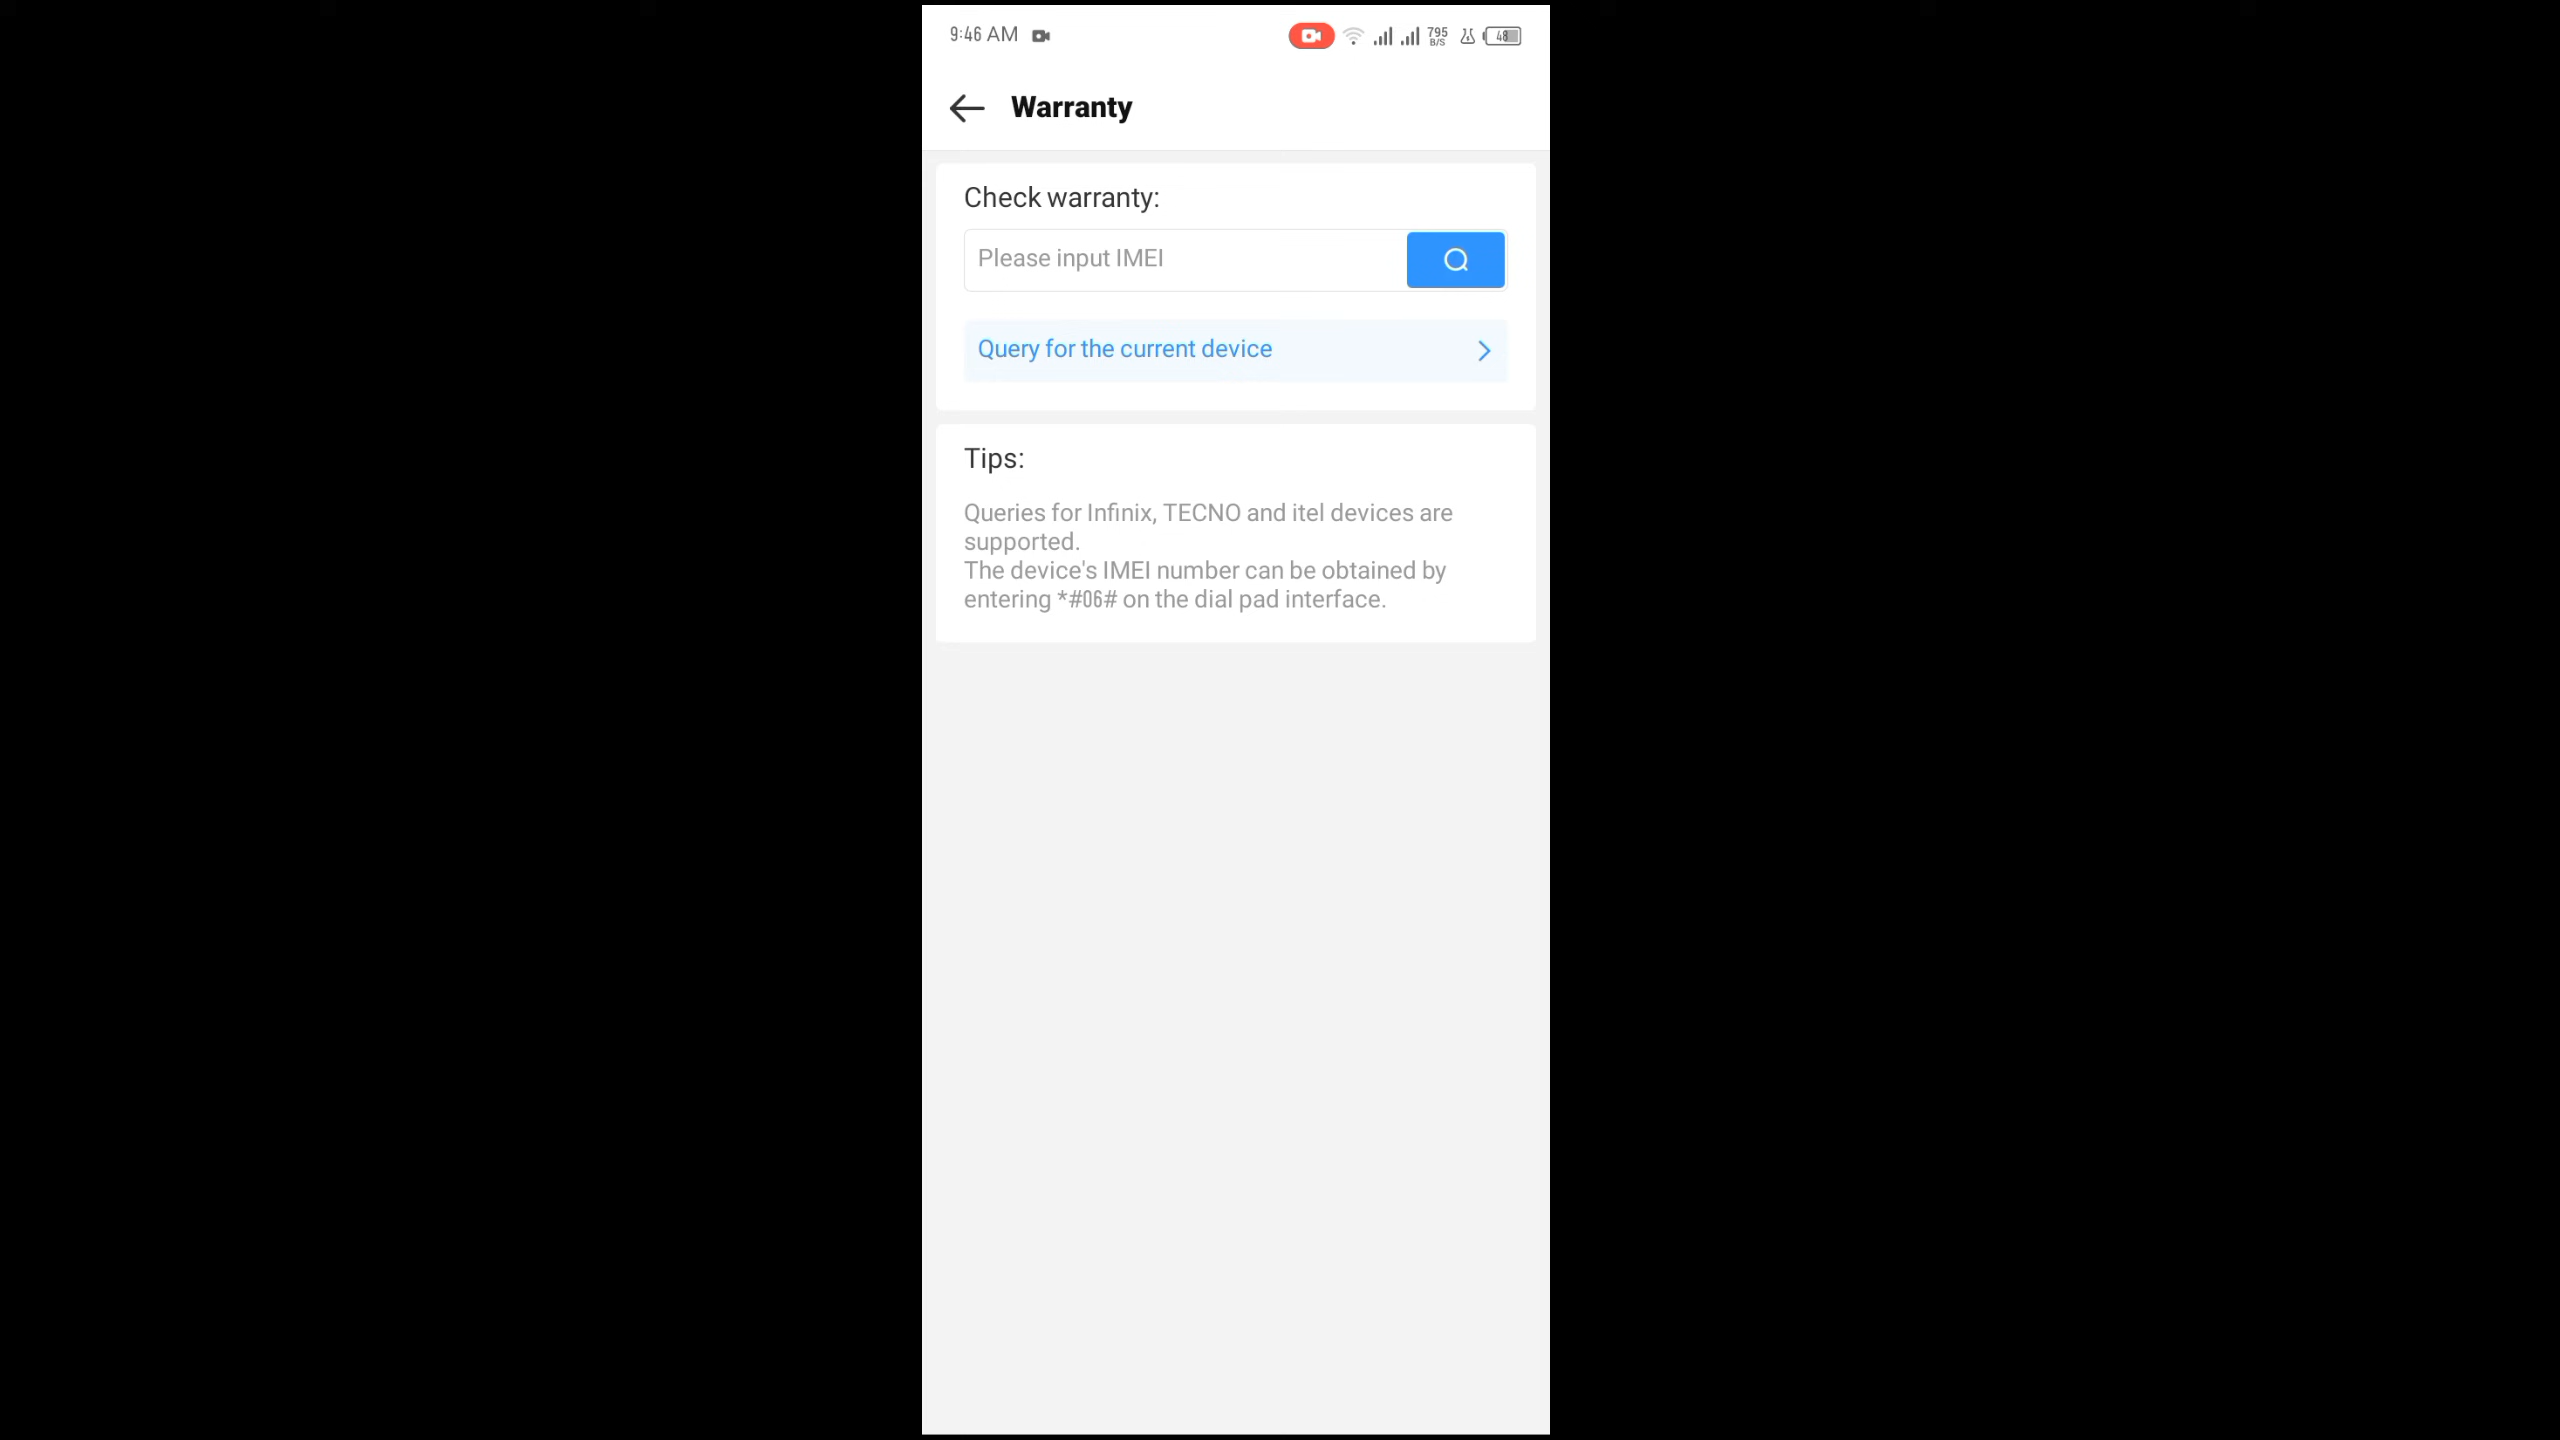 9:46 AM
795
B/S
48
Warranty
Check warranty:
Please input IMEI
Query for the current device
Tips:
Queries for Infinix, TECNO and itel devices are
supported.
The device's IMEI number can be obtained by
entering *#06# on the dial pad interface.